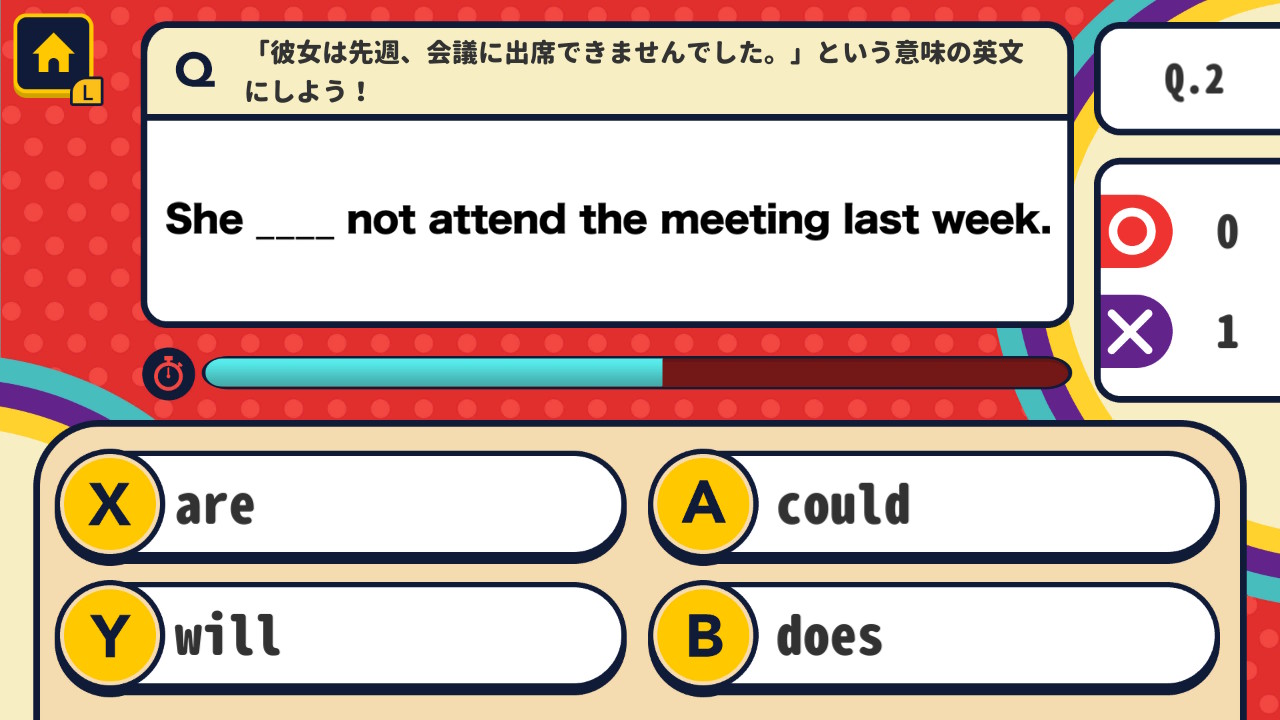 L
Q
「彼女は先週、会議に出席できませんでした。」という意味の英文
にしよう！
She ____ not attend the meeting last week.
Q.2
0
1
X are
A could
Y will
B does